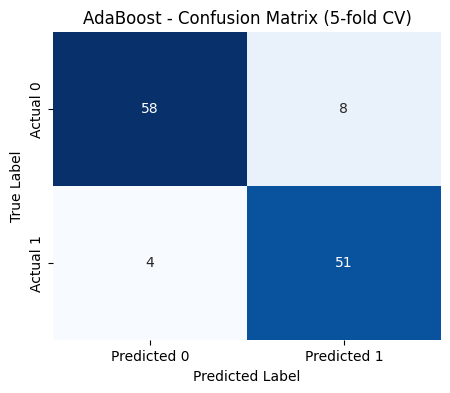 AdaBoost - Confusion Matrix (5-fold CV)
True Label
Actual 0
58
8
Actual 1
4
51
Predicted 0
Predicted 1
Predicted Label